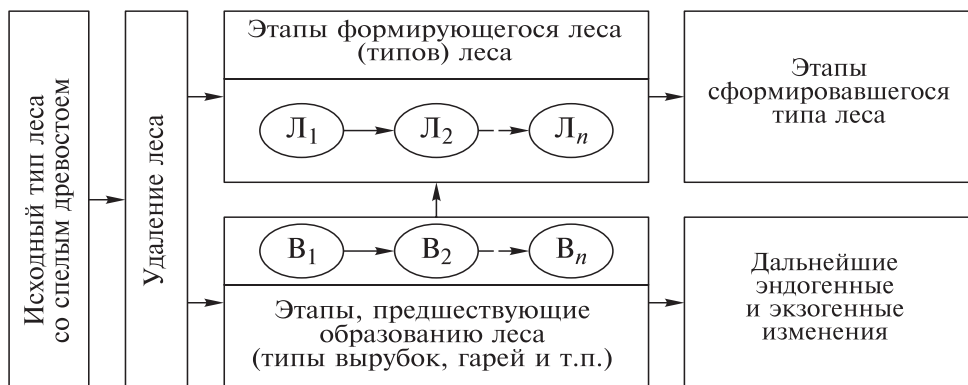 Исходный тип леса
со спелым древостоем
Удаление леса
Этапы формирующегося леса
(типов) леса
Л1
Л2
Лn
Этапы
сформировавшегося
типа леса
В1
В2
Вn
Этапы, предшествующие
образованию леса
(типы вырубок, гарей и т.п.)
Дальнейшие
эндогенные
и экзогенные
изменения